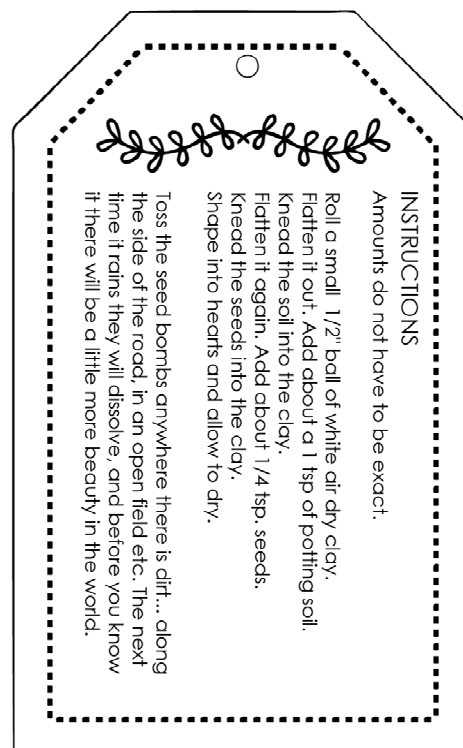 INSTRUCTIONS
Amounts do not have to be exact.
Roll a small 1/2" ball of white air dry clay.
Flatten it out. Add about a 1 tsp of potting soil.
Knead the soil into the clay.
Flatten it again. Add about 1/4 tsp. seeds.
Knead the seeds into the clay.
Shape into hearts and allow to dry.
Toss the seed bombs anywhere there is dirt... along
the side of the road, in an open field etc. The next
time it rains they will dissolve, and before you know
it there will be a little more beauty in the world.